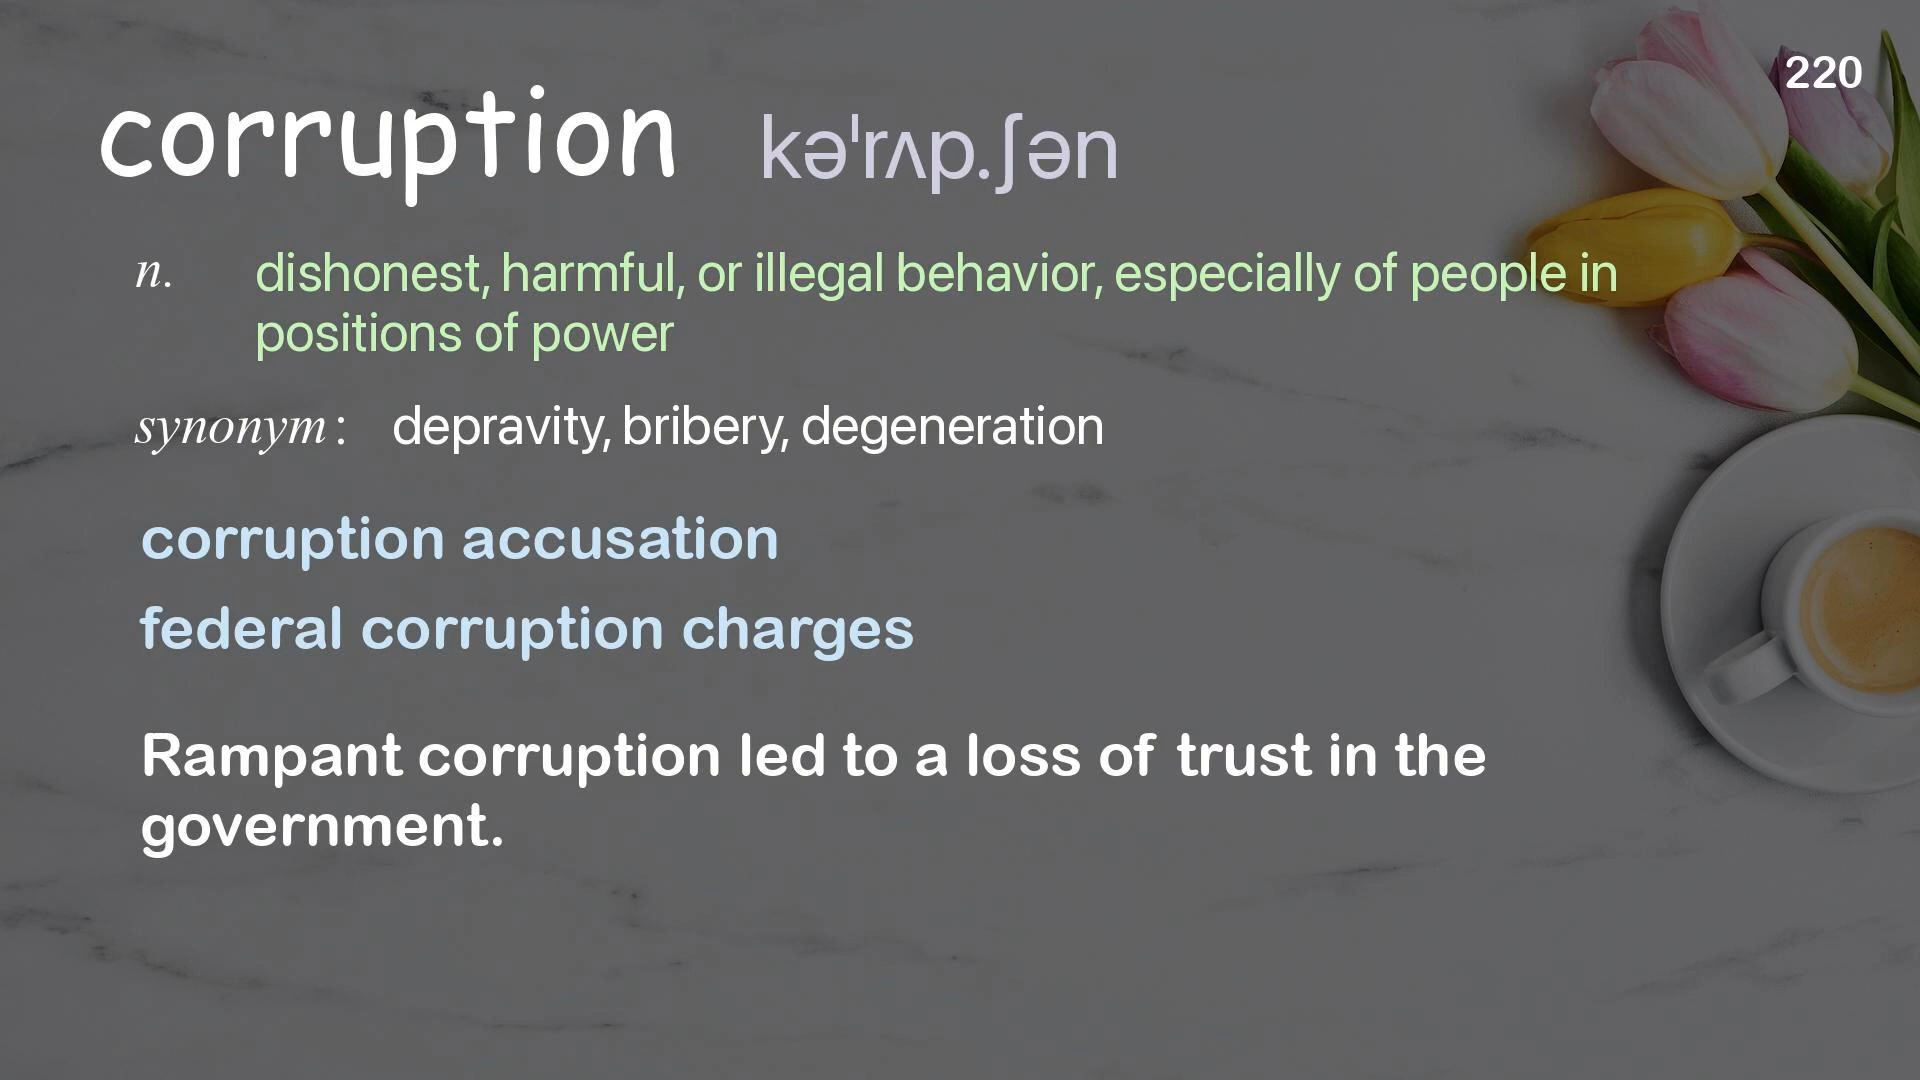 220
corruption kəˈrʌp.ʃən
n. dishonest, harmful, or illegal behavior, especially of people in
positions of power
synonym: depravity, bribery, degeneration
corruption accusation
federal corruption charges
Rampant corruption led to a loss of trust in the
government.